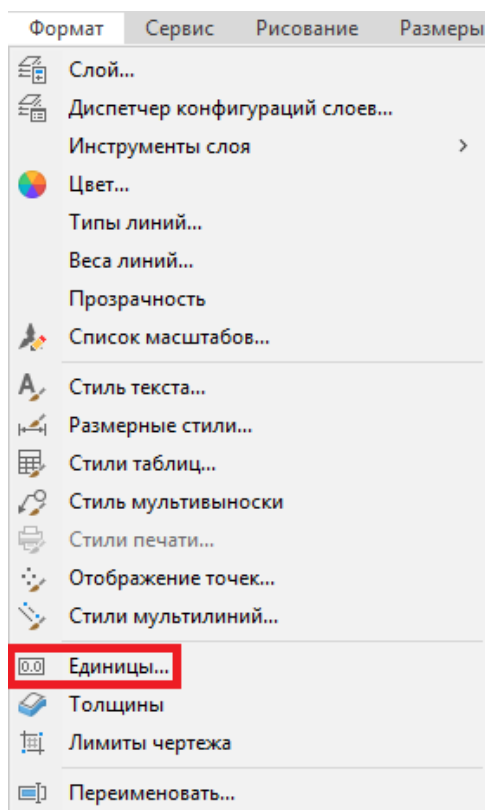 Формат Сервис Рисование Размеры
Слой...
Диспетчер конфигураций слоев...
Инструменты слоя
Цвет...
Типы линий...
Веса линий...
Прозрачность
Список масштабов...
Стиль текста...
Размерные стили...
Стили таблиц...
Стиль мультивыноски
Стили печати...
Отображение точек...
Стили мультилиний...
0.0 Единицы...
Толщины
Лимиты чертежа
Переименовать...